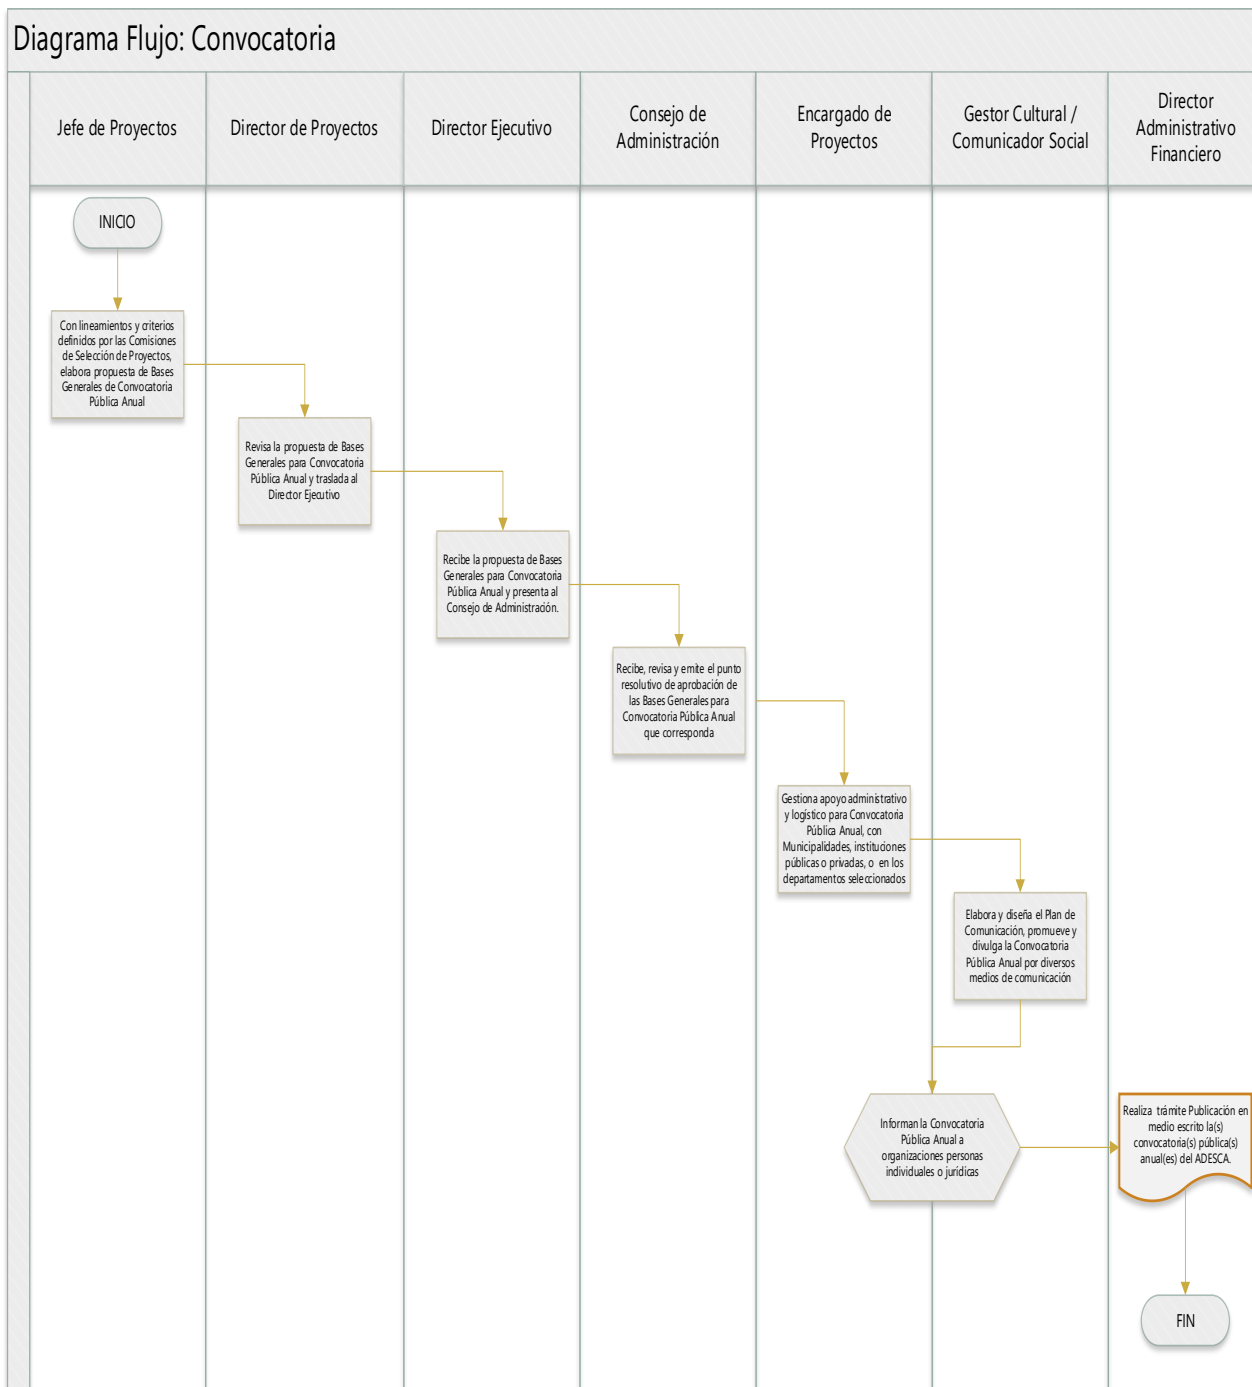 Diagrama Flujo: Convocatoria
Jefe de Proyectos
Director de Proyectos
Director Ejecutivo
Consejo de
Administración
Encargado de
Proyectos
Gestor Cultural /
Comunicador Social
Director
Administrativo
Financiero
INICIO
Con lineamientos y criterios
definidos por las Comisiones
de Selección de Proyectos,
elabora propuesta de Bases
Generales de Convocatoria
Pública Anual
Revisa la propuesta de Bases
Generales para Convocatoria
Pública Anual y traslada al
Director Ejecutivo
Recibe la propuesta de Bases
Generales para Convocatoria
Pública Anual y presenta al
Consejo de Administración.
Recibe, revisa y emite el punto
resolutivo de aprobación de
las Bases Generales para
Convocatoria Pública Anual
que corresponda
Gestiona apoyo administrativo
y logístico para Convocatoria
Pública Anual, con
Municipalidades, instituciones
públicas o privadas, o en los
departamentos seleccionados
Elabora y diseña el Plan de
Comunicación, promueve y
divulga la Convocatoria
Pública Anual por diversos
medios de comunicación
Informan la Convocatoria
Pública Anual a
organizaciones personas
individuales o jurídicas
Realiza trámite Publicación en
medio escrito la(s)
convocatoria(s) pública(s)
anual(es) del ADESCA.
FIN